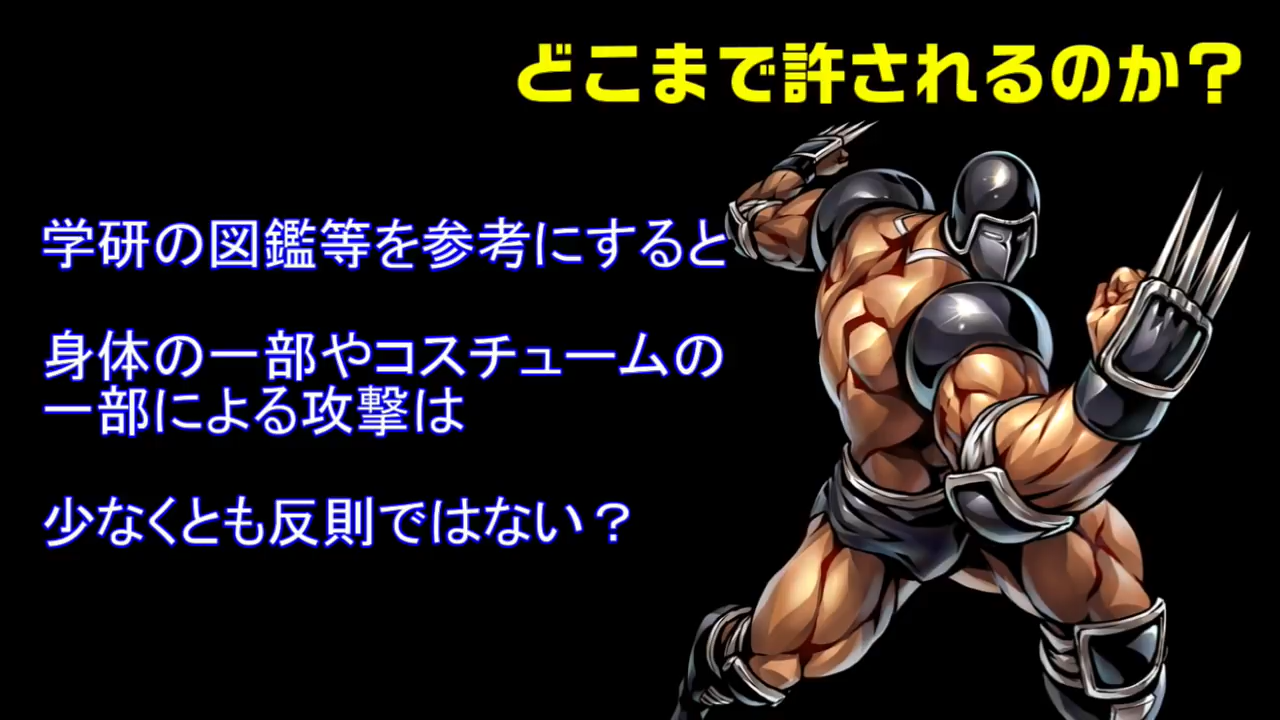 どこまで許されるのか？
学研の図鑑等を参考にすると
身体の一部やコスチュームの
一部による攻撃は
少なくとも反則ではない？